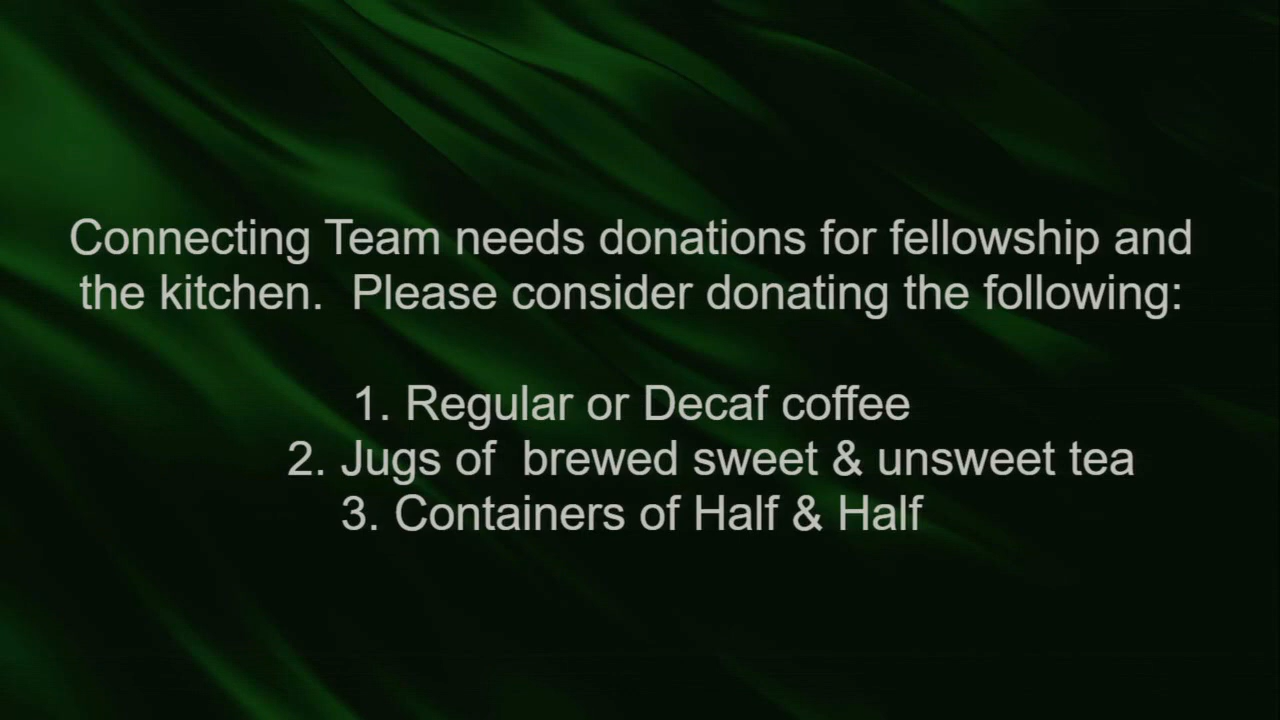 Connecting Team needs donations for fellowship and
the kitchen.  Please consider donating the following:
1. Regular or Decaf coffee
2. Jugs of  brewed sweet & unsweet tea
3. Containers of Half & Half